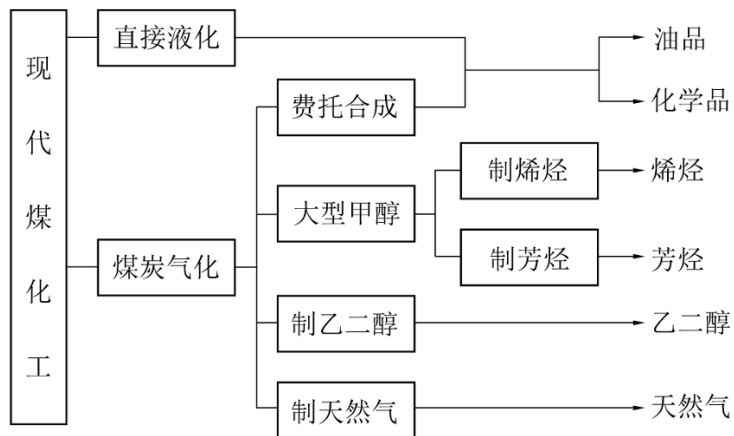 现代煤化工
直接液化
油品
费托合成
化学品
制烯烃
烯烃
大型甲醇
煤炭气化
制芳烃
芳烃
制乙二醇
乙二醇
制天然气
天然气